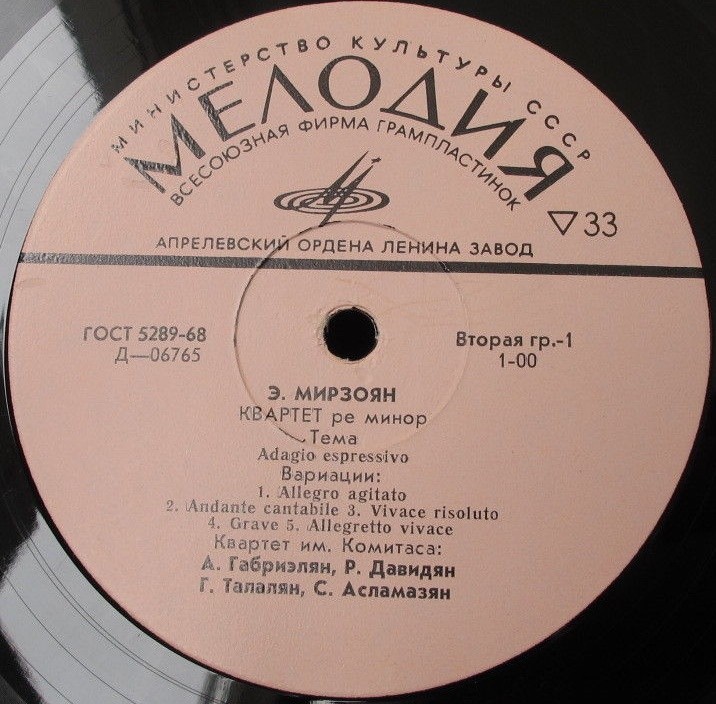 МИНИСТЕРСТВО КУЛЬТУРЫ СССР
МЕЛОДИЯ
ВСЕСОЮЗНАЯ ФИРМА ГРАМПЛАСТИНОК
33
АПРЕЛЕВСКИЙ ОРДЕНА ЛЕНИНА ЗАВОД
ГОСТ 5289-68
Д—06765
Вторая гр.-1
1-00
Э. МИРЗОЯН
КВАРТЕТ ре минор
Тема
Adagio espressivo
Вариации:
1. Allegro agitato
2. Andante cantabile 3. Vivace risoluto
4. Grave 5. Allegretto vivace
Квартет им. Комитаса:
А. Габриэлян, Р. Давидян
Г. Талалян, С. Асламазян